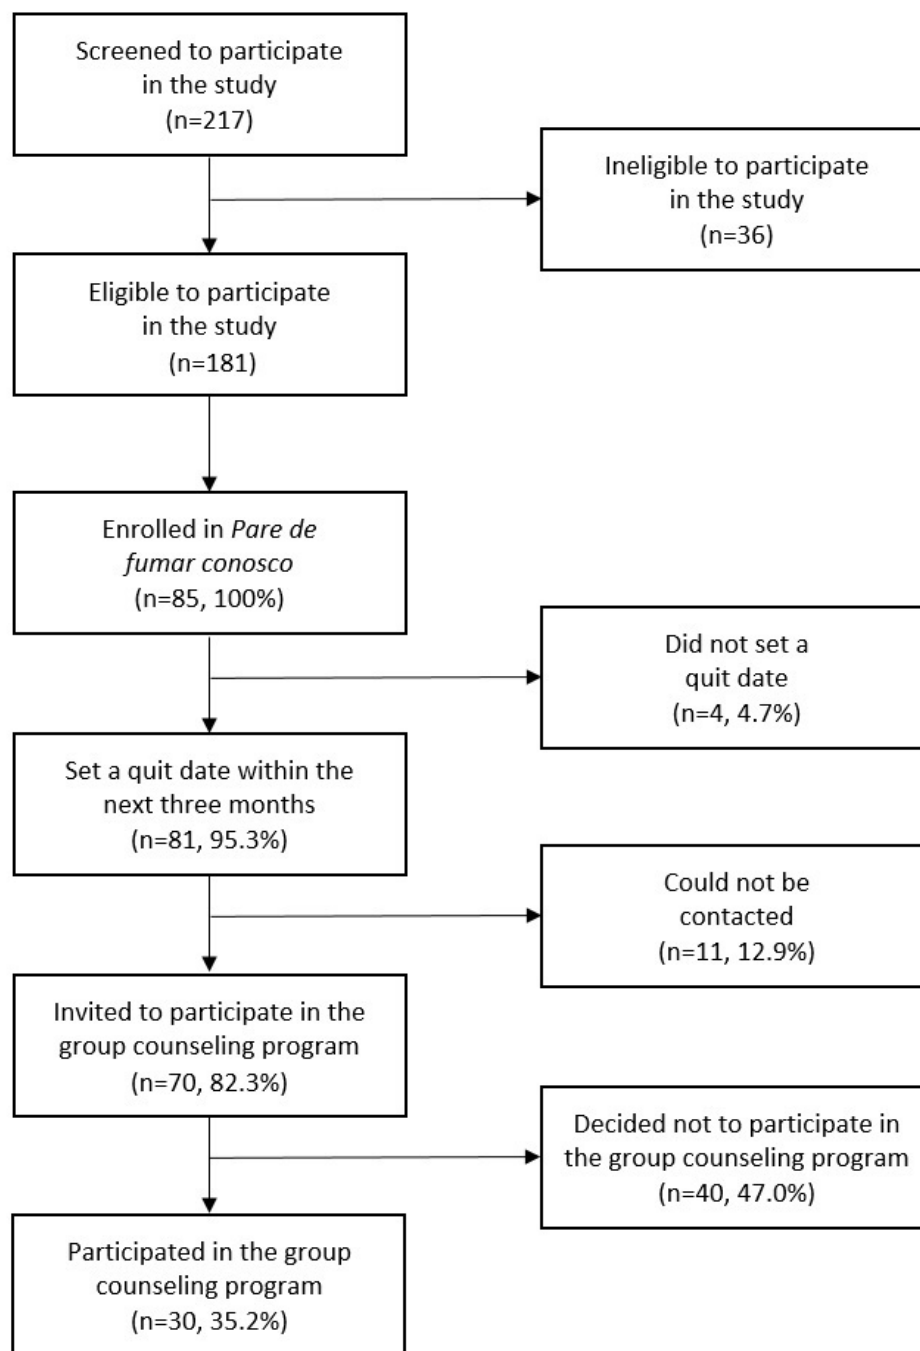 Screened to participate
in the study
(n=217)
Ineligible to participate
in the study
(n=36)
Eligible to participate
in the study
(n=181)
Enrolled in Pare de
fumar conosco
(n=85, 100%)
Did not set a
quit date
(n=4, 4.7%)
Set a quit date within the
next three months
(n=81, 95.3%)
Could not be
contacted
(n=11, 12.9%)
Invited to participate in the
group counseling program
(n=70, 82.3%)
Decided not to participate in
the group counseling program
(n=40, 47.0%)
Participated in the group
counseling program
(n=30, 35.2%)